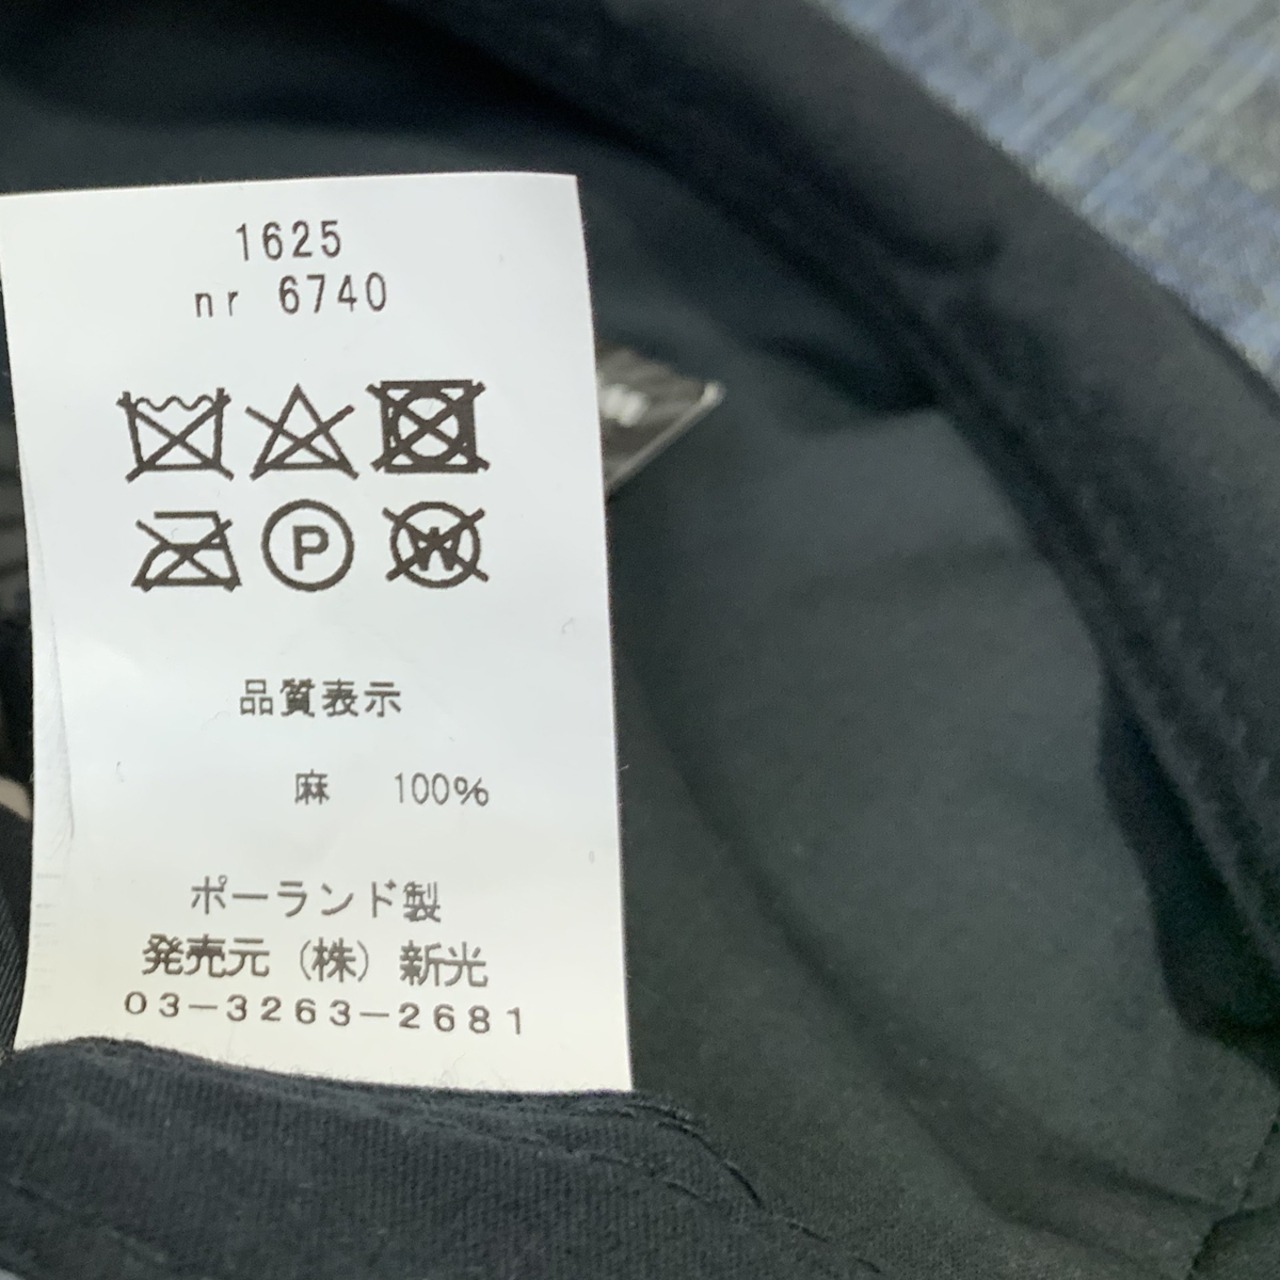 1625
nr 6740
P
W
品質表示
麻 100%
ポーランド製
発売元（株）新光
03-3263-2681